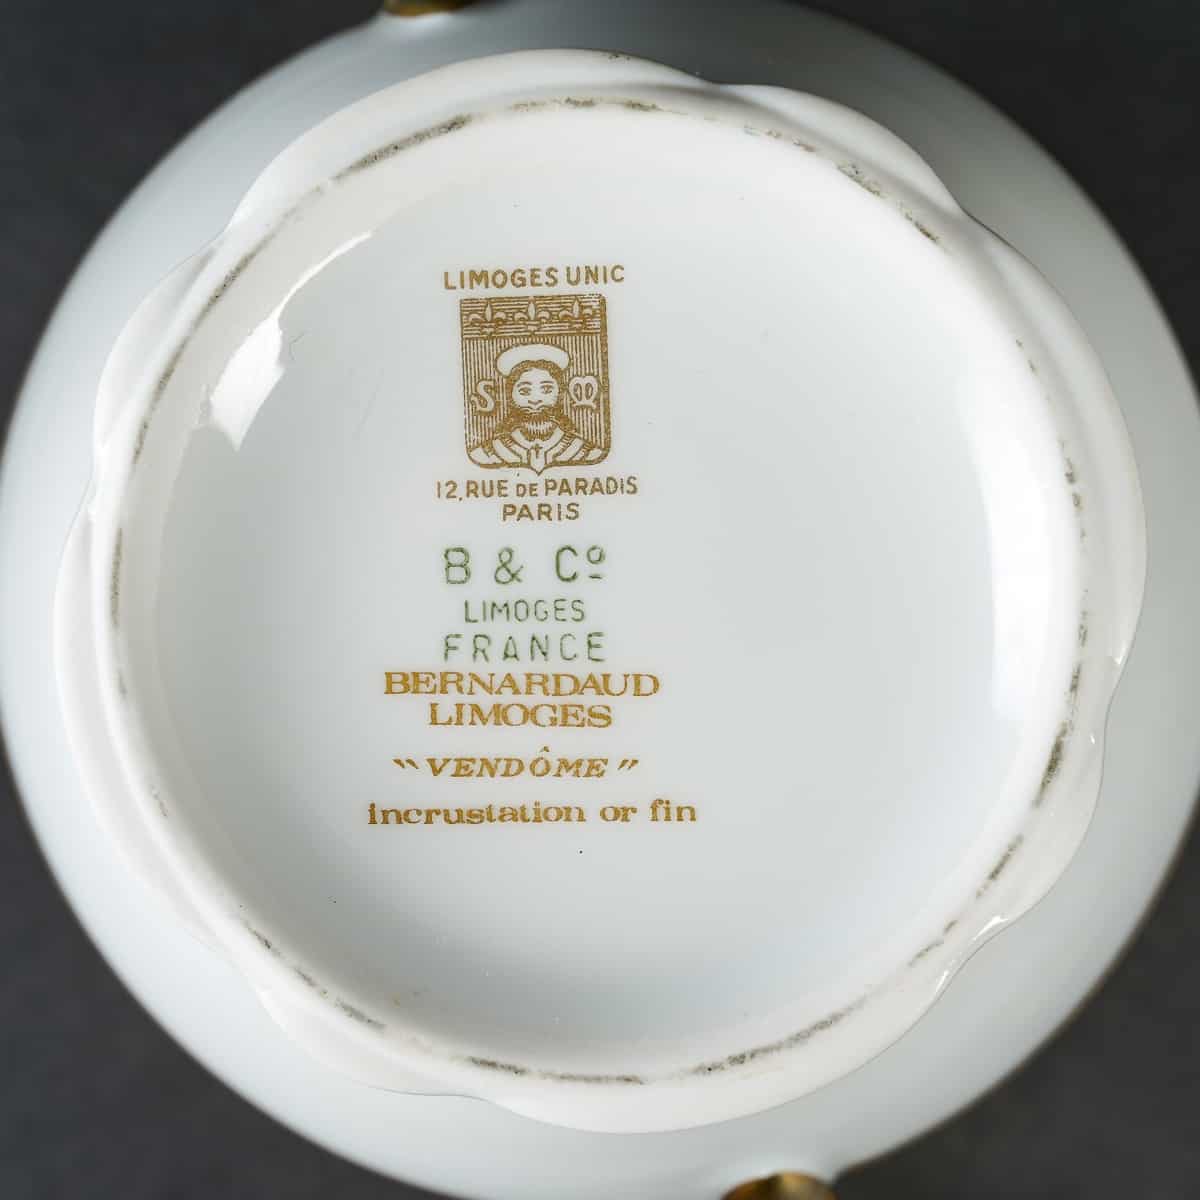 LIMOGES UNIC
S M
12, RUE DE PARADIS
PARIS
B & Cº
LIMOGES
FRANCE
BERNARDAUD
LIMOGES
"VENDÔME"
incrustation or fin